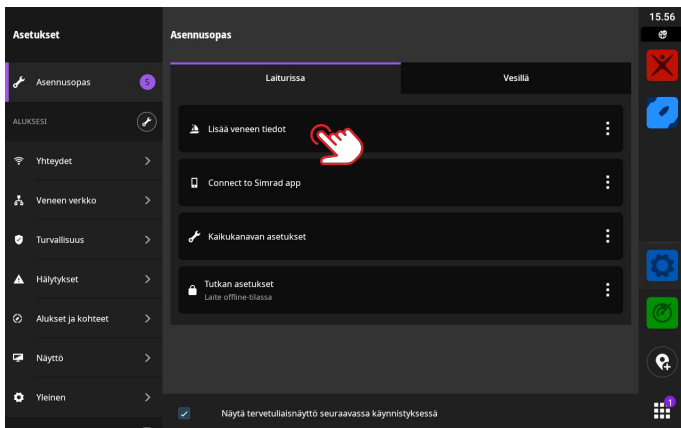 15.56
Asetukset
Asennusopas
Asennusopas
5
ALUKSESI
Yhteydet
Veneen verkko
Turvallisuus
Hälytykset
Alukset ja kohteet
Näyttö
Yleinen
Laiturissa
Vesillä
Lisää veneen tiedot
Connect to Simrad app
Kaikukanavan asetukset
Tutkan asetukset
Laite offline-tilassa
Näytä tervetuliaisnäyttö seuraavassa käynnistyksessä
1